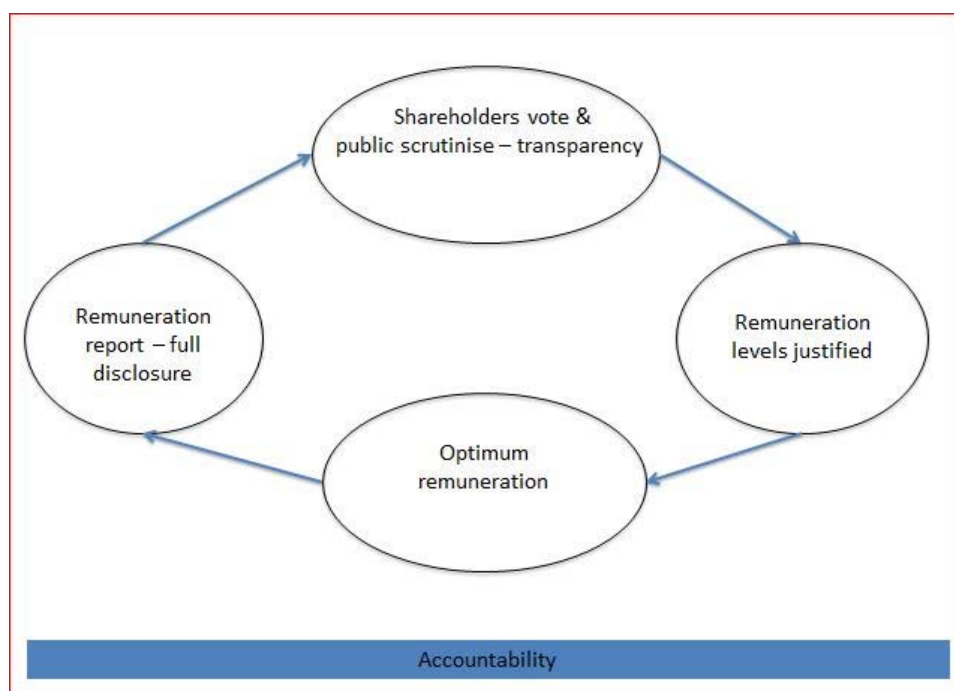 Shareholders vote &
public scrutinise – transparency
Remuneration
report – full
disclosure
Remuneration
levels justified
Optimum
remuneration
Accountability